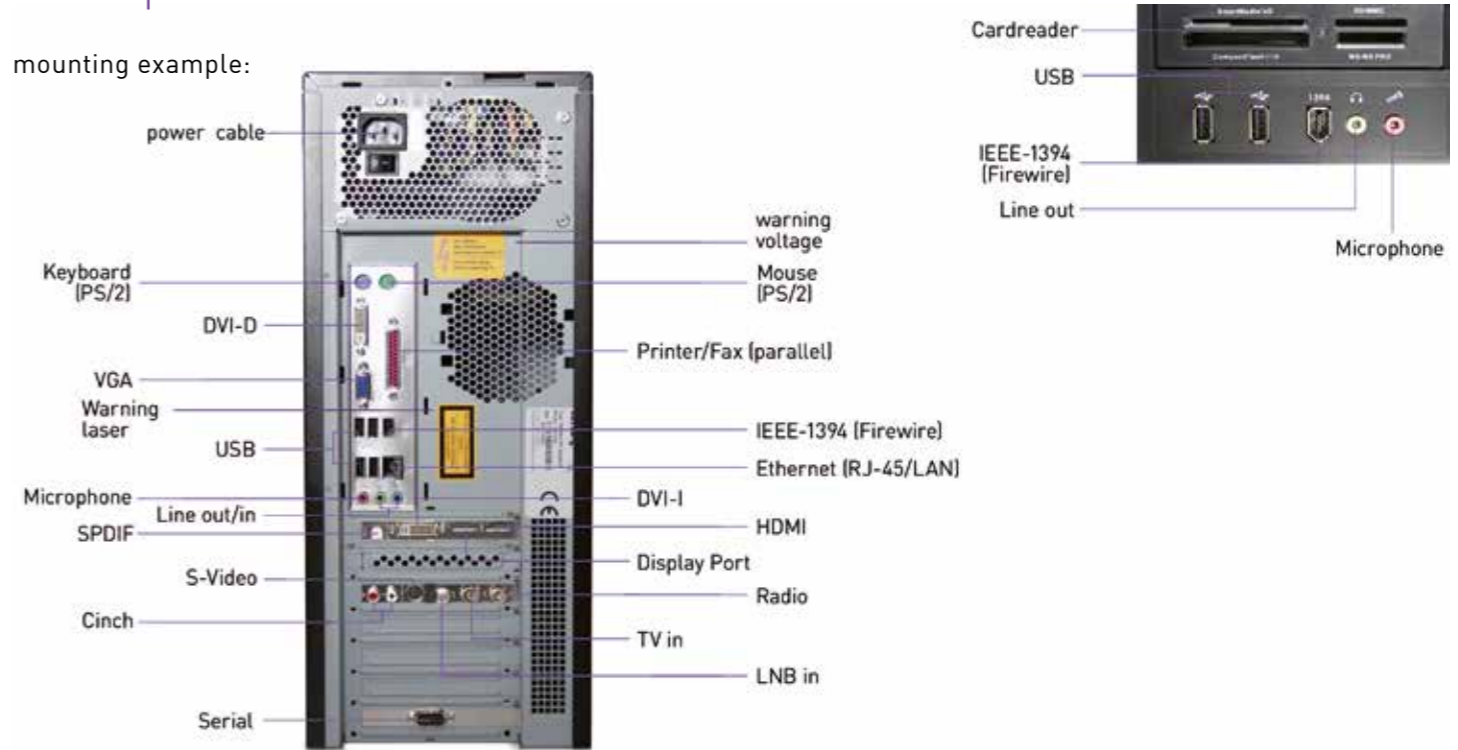 mounting example:
power cable
Keyboard
(PS/2)
DVI-D
VGA
Warning
laser
USB
Microphone
Line out/in
SPDIF
S-Video
Cinch
Serial
warning
voltage
Mouse
(PS/2)
Printer/Fax (parallel)
IEEE-1394 (Firewire)
Ethernet (RJ-45/LAN)
DVI-I
HDMI
Display Port
Radio
TV in
LNB in
Cardreader
USB
IEEE-1394
(Firewire)
Line out
Microphone
1394
CE